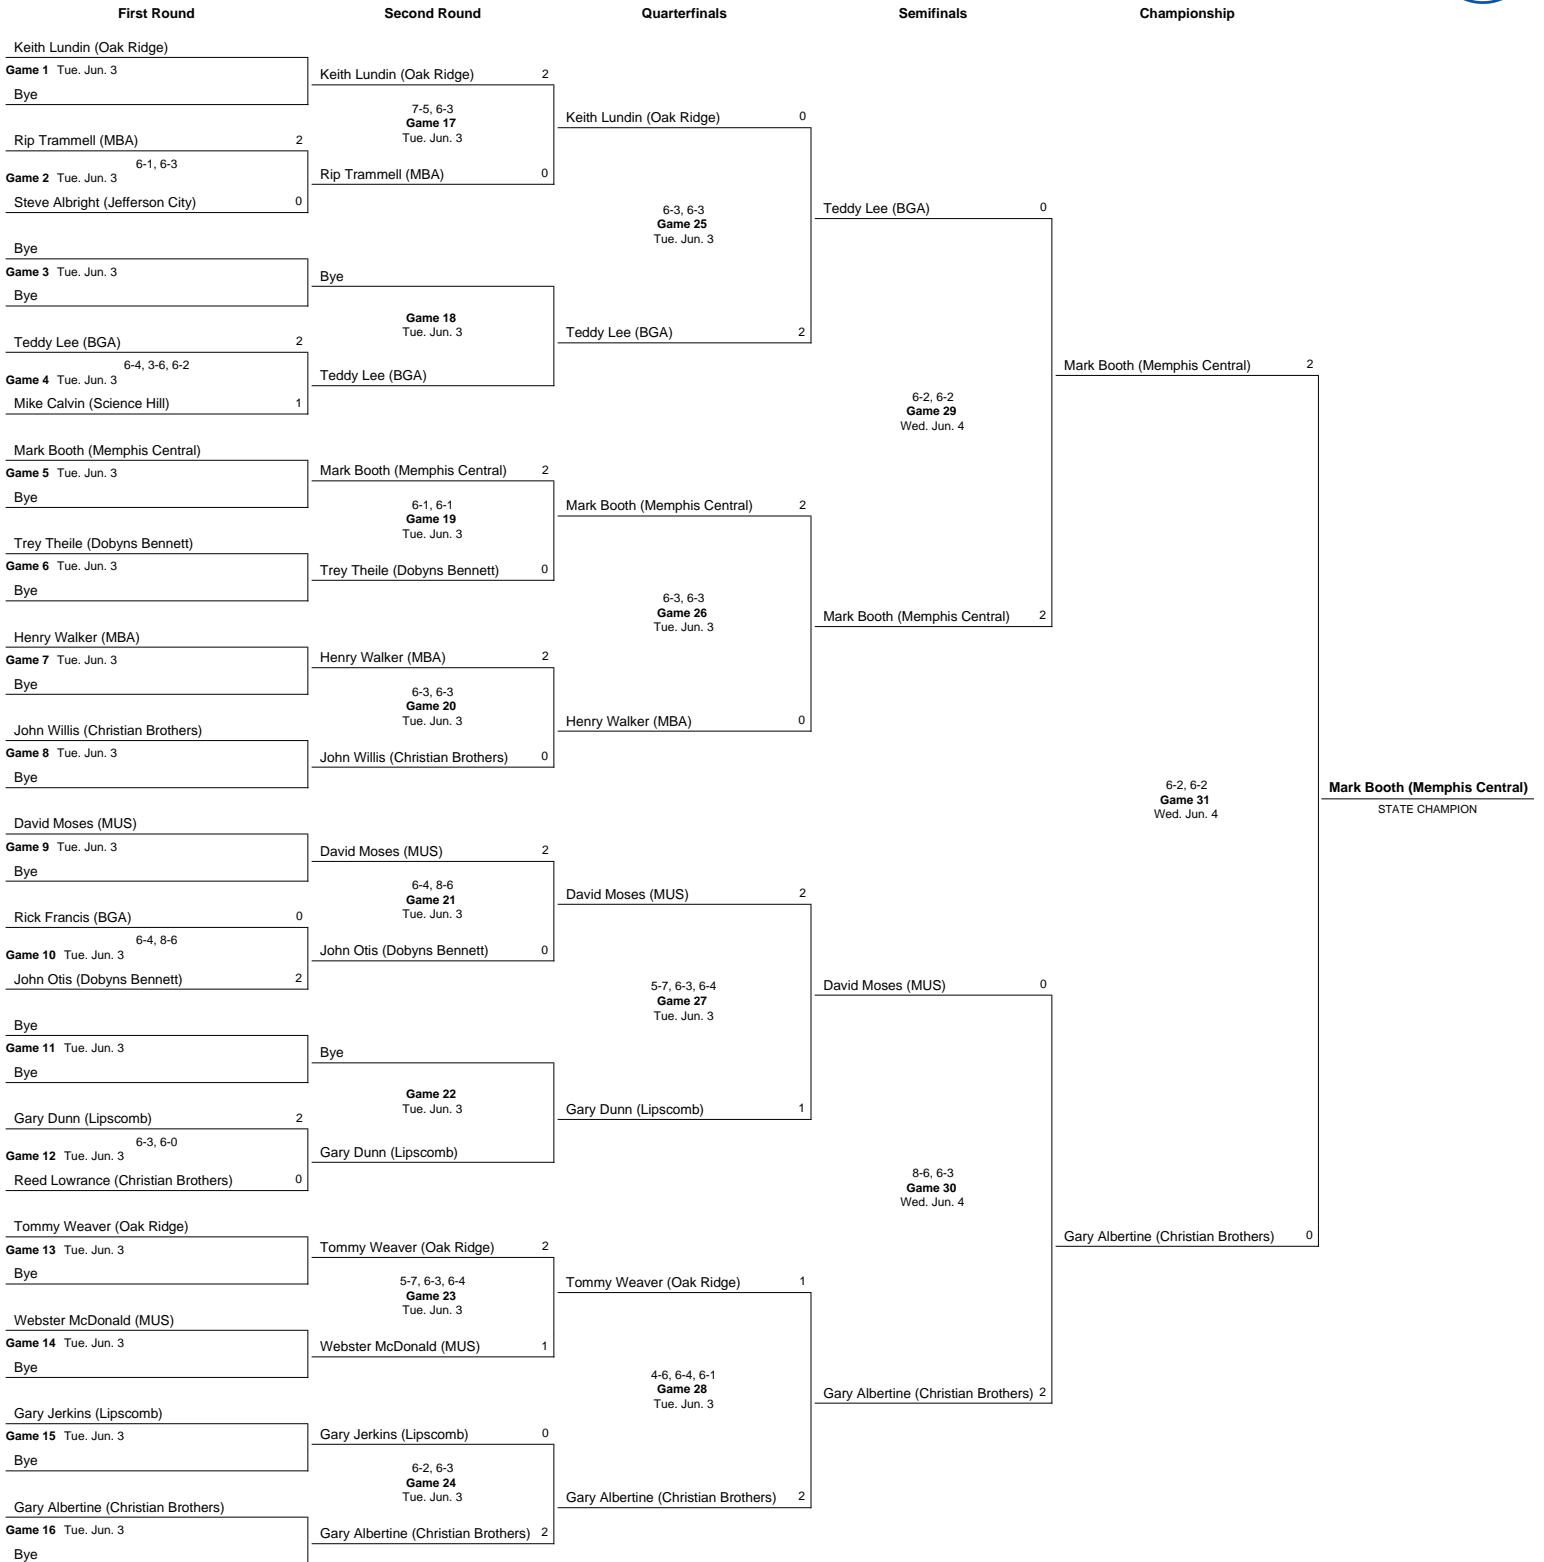 First Round
Second Round
Quarterfinals
Semifinals
Championship
Keith Lundin (Oak Ridge)
Game 1 Tue. Jun. 3
Bye
Rip Trammell (MBA) 2
6-1, 6-3
Game 2 Tue. Jun. 3
Steve Albright (Jefferson City) 0
Bye
Game 3 Tue. Jun. 3
Bye
Teddy Lee (BGA) 2
6-4, 3-6, 6-2
Game 4 Tue. Jun. 3
Mike Calvin (Science Hill) 1
Mark Booth (Memphis Central)
Game 5 Tue. Jun. 3
Bye
Trey Theile (Dobyns Bennett)
Game 6 Tue. Jun. 3
Bye
Henry Walker (MBA)
Game 7 Tue. Jun. 3
Bye
John Willis (Christian Brothers)
Game 8 Tue. Jun. 3
Bye
David Moses (MUS)
Game 9 Tue. Jun. 3
Bye
Rick Francis (BGA) 0
6-4, 8-6
Game 10 Tue. Jun. 3
John Otis (Dobyns Bennett) 2
Bye
Game 11 Tue. Jun. 3
Bye
Gary Dunn (Lipscomb) 2
6-3, 6-0
Game 12 Tue. Jun. 3
Reed Lowrance (Christian Brothers) 0
Tommy Weaver (Oak Ridge)
Game 13 Tue. Jun. 3
Bye
Webster McDonald (MUS)
Game 14 Tue. Jun. 3
Bye
Gary Jerkins (Lipscomb)
Game 15 Tue. Jun. 3
Bye
Gary Albertine (Christian Brothers)
Game 16 Tue. Jun. 3
Bye
Keith Lundin (Oak Ridge) 2
7-5, 6-3
Game 17
Tue. Jun. 3
Rip Trammell (MBA) 0
Bye
Game 18
Tue. Jun. 3
Teddy Lee (BGA)
Mark Booth (Memphis Central) 2
6-1, 6-1
Game 19
Tue. Jun. 3
Trey Theile (Dobyns Bennett) 0
Henry Walker (MBA) 2
6-3, 6-3
Game 20
Tue. Jun. 3
John Willis (Christian Brothers) 0
David Moses (MUS) 2
6-4, 8-6
Game 21
Tue. Jun. 3
John Otis (Dobyns Bennett) 0
Bye
Game 22
Tue. Jun. 3
Gary Dunn (Lipscomb)
Tommy Weaver (Oak Ridge) 2
5-7, 6-3, 6-4
Game 23
Tue. Jun. 3
Webster McDonald (MUS) 1
Gary Jerkins (Lipscomb) 0
6-2, 6-3
Game 24
Tue. Jun. 3
Gary Albertine (Christian Brothers) 2
Keith Lundin (Oak Ridge) 0
6-3, 6-3
Game 25
Tue. Jun. 3
Teddy Lee (BGA) 2
Mark Booth (Memphis Central) 2
6-3, 6-3
Game 26
Tue. Jun. 3
Henry Walker (MBA) 0
David Moses (MUS) 2
5-7, 6-3, 6-4
Game 27
Tue. Jun. 3
Gary Dunn (Lipscomb) 1
Tommy Weaver (Oak Ridge) 1
4-6, 6-4, 6-1
Game 28
Tue. Jun. 3
Gary Albertine (Christian Brothers) 2
Teddy Lee (BGA) 0
6-2, 6-2
Game 29
Wed. Jun. 4
Mark Booth (Memphis Central) 2
David Moses (MUS) 0
8-6, 6-3
Game 30
Wed. Jun. 4
Gary Albertine (Christian Brothers) 2
Mark Booth (Memphis Central) 2
6-2, 6-2
Game 31
Wed. Jun. 4
Gary Albertine (Christian Brothers) 0
Mark Booth (Memphis Central)
STATE CHAMPION